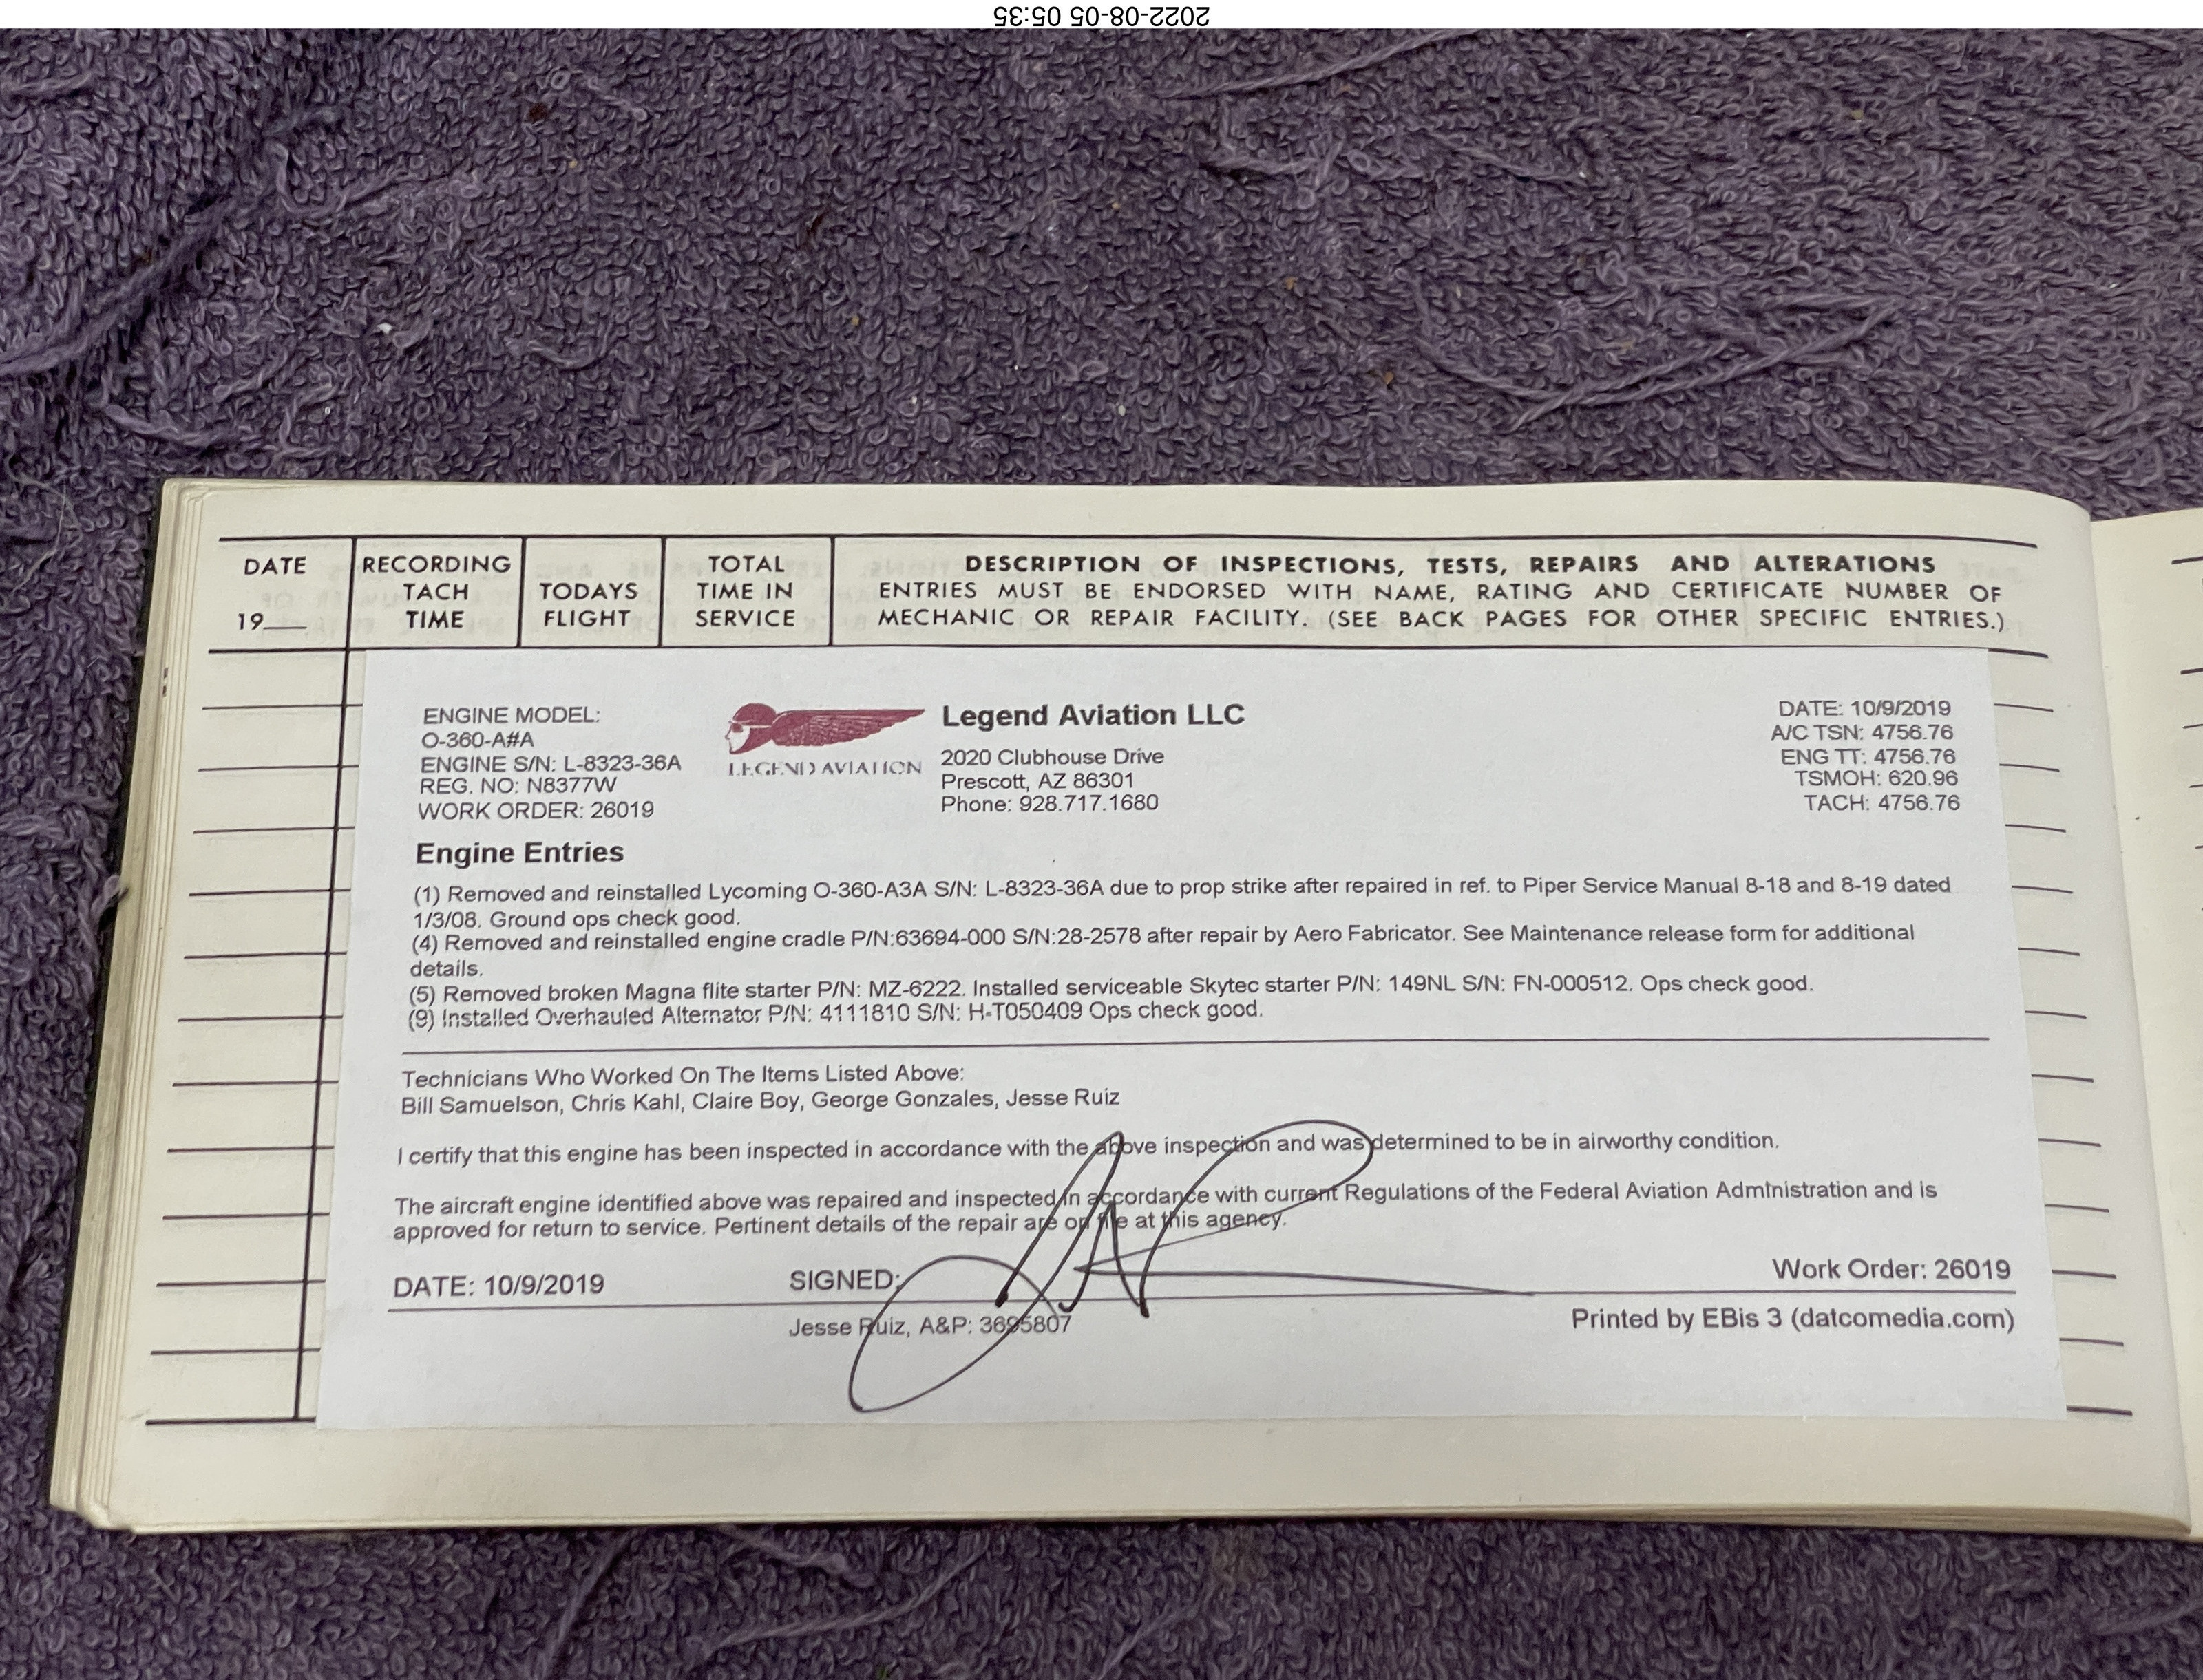 2022-08-05 05:35
DATE
19
RECORDING
TACH
TIME
TODAYS
FLIGHT
TOTAL
TIME IN
SERVICE
DESCRIPTION OF INSPECTIONS, TESTS, REPAIRS AND ALTERATIONS
ENTRIES MUST BE ENDORSED WITH NAME, RATING AND CERTIFICATE NUMBER OF
MECHANIC OR REPAIR FACILITY. (SEE BACK PAGES FOR OTHER SPECIFIC ENTRIES.)
ENGINE MODEL:
O-360-A#A
ENGINE S/N: L-8323-36A
REG. NO: N8377W
WORK ORDER: 26019
LEGEND AVIATION
Legend Aviation LLC
2020 Clubhouse Drive
Prescott, AZ 86301
Phone: 928.717.1680
DATE: 10/9/2019
A/C TSN: 4756.76
ENG TT: 4756.76
TSMOH: 620.96
TACH: 4756.76
Engine Entries
(1) Removed and reinstalled Lycoming O-360-A3A S/N: L-8323-36A due to prop strike after repaired in ref. to Piper Service Manual 8-18 and 8-19 dated
1/3/08. Ground ops check good.
(4) Removed and reinstalled engine cradle P/N:63694-000 S/N:28-2578 after repair by Aero Fabricator. See Maintenance release form for additional
details.
(5) Removed broken Magna flite starter P/N: MZ-6222. Installed serviceable Skytec starter P/N: 149NL S/N: FN-000512. Ops check good.
(9) Installed Overhauled Alternator P/N: 4111810 S/N: H-T050409 Ops check good.
Technicians Who Worked On The Items Listed Above:
Bill Samuelson, Chris Kahl, Claire Boy, George Gonzales, Jesse Ruiz
I certify that this engine has been inspected in accordance with the above inspection and was determined to be in airworthy condition.
The aircraft engine identified above was repaired and inspected in accordance with current Regulations of the Federal Aviation Administration and is
approved for return to service. Pertinent details of the repair are on file at this agency.
DATE: 10/9/2019
SIGNED:
Work Order: 26019
Jesse Ruiz, A&P: 3695807
Printed by EBis 3 (datcomedia.com)